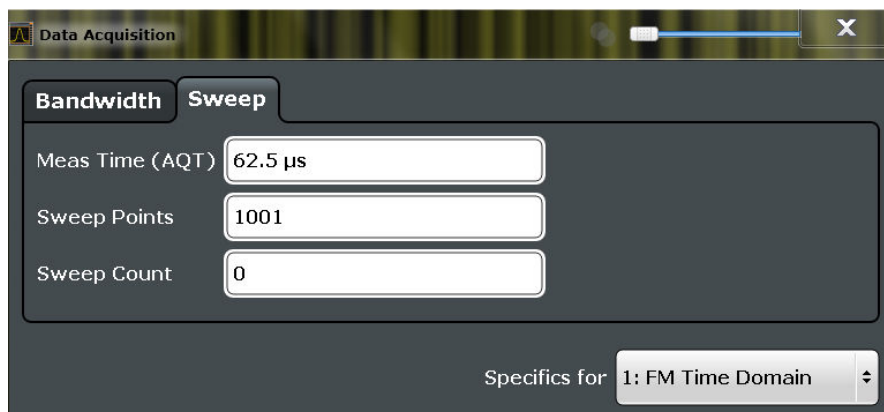 Data Acquisition
X
Bandwidth Sweep
Meas Time (AQT) 62.5 µs
Sweep Points 1001
Sweep Count 0
Specifics for 1: FM Time Domain